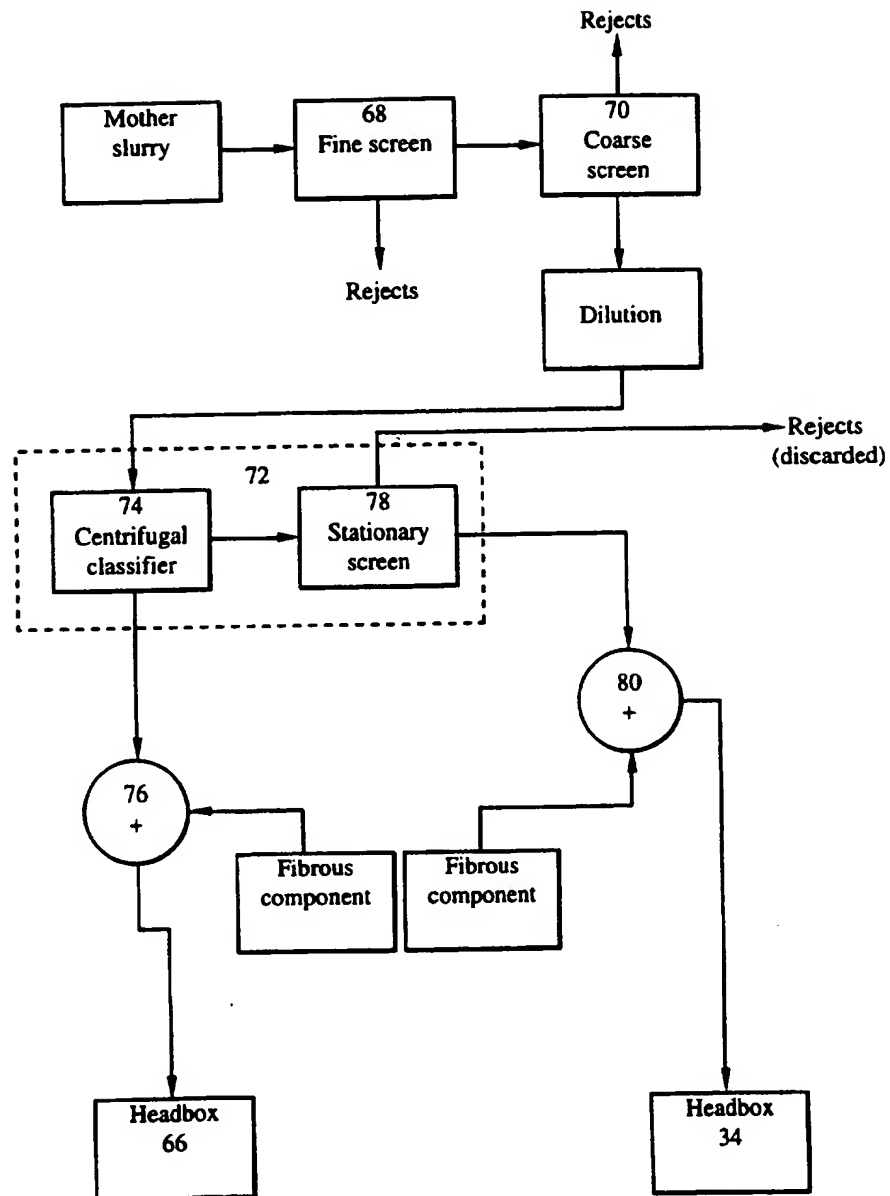 Rejects
Mother
slurry
68
Fine screen
70
Coarse
screen
Rejects
Dilution
Rejects
(discarded)
72
74
Centrifugal
classifier
78
Stationary
screen
80
+
76
+
Fibrous
component
Fibrous
component
Headbox
66
Headbox
34